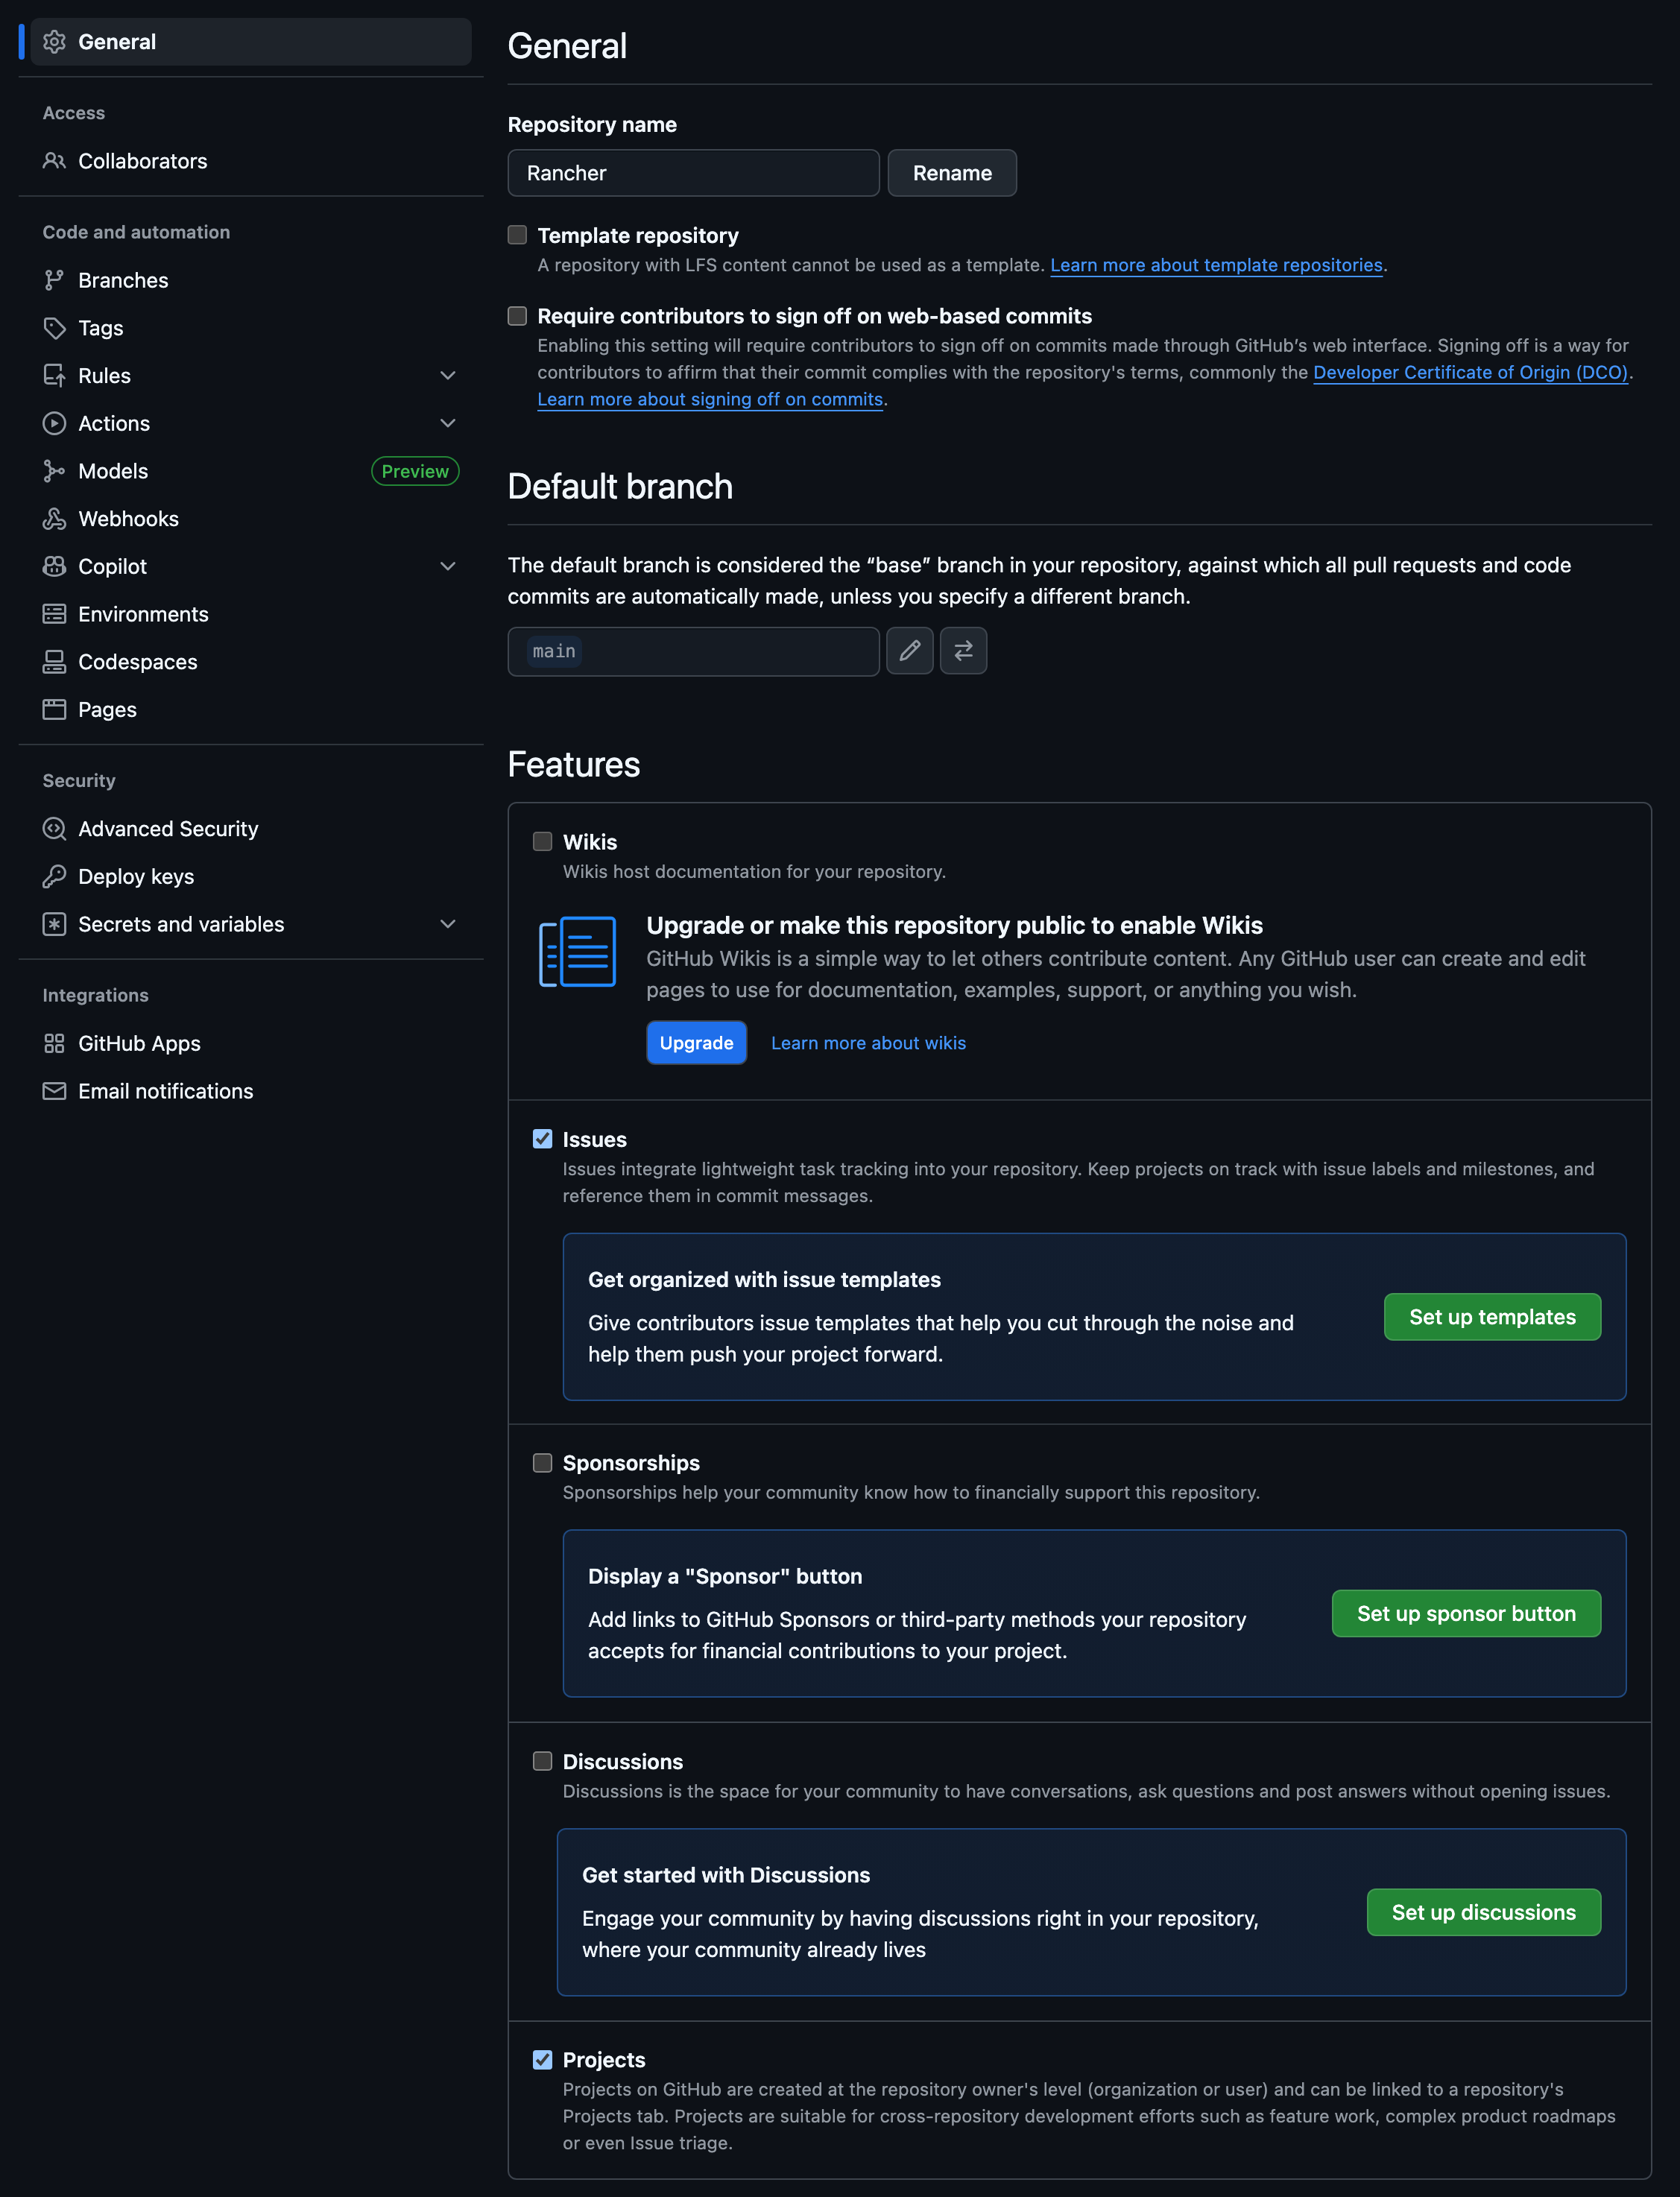 General
Access
Collaborators
Code and automation
Branches
Tags
Rules
Actions
Models Preview
Webhooks
Copilot
Environments
Codespaces
Pages
Security
Advanced Security
Deploy keys
Secrets and variables
Integrations
GitHub Apps
Email notifications
General
Repository name
Rancher Rename
Template repository
A repository with LFS content cannot be used as a template. Learn more about template repositories.
Require contributors to sign off on web-based commits
Enabling this setting will require contributors to sign off on commits made through GitHub’s web interface. Signing off is a way for
contributors to affirm that their commit complies with the repository's terms, commonly the Developer Certificate of Origin (DCO).
Learn more about signing off on commits.
Default branch
The default branch is considered the “base” branch in your repository, against which all pull requests and code
commits are automatically made, unless you specify a different branch.
main
Features
Wikis
Wikis host documentation for your repository.
Upgrade or make this repository public to enable Wikis
GitHub Wikis is a simple way to let others contribute content. Any GitHub user can create and edit
pages to use for documentation, examples, support, or anything you wish.
Upgrade Learn more about wikis
Issues
Issues integrate lightweight task tracking into your repository. Keep projects on track with issue labels and milestones, and
reference them in commit messages.
Get organized with issue templates
Give contributors issue templates that help you cut through the noise and
help them push your project forward.
Set up templates
Sponsorships
Sponsorships help your community know how to financially support this repository.
Display a "Sponsor" button
Add links to GitHub Sponsors or third-party methods your repository
accepts for financial contributions to your project.
Set up sponsor button
Discussions
Discussions is the space for your community to have conversations, ask questions and post answers without opening issues.
Get started with Discussions
Engage your community by having discussions right in your repository,
where your community already lives
Set up discussions
Projects
Projects on GitHub are created at the repository owner's level (organization or user) and can be linked to a repository's
Projects tab. Projects are suitable for cross-repository development efforts such as feature work, complex product roadmaps
or even Issue triage.